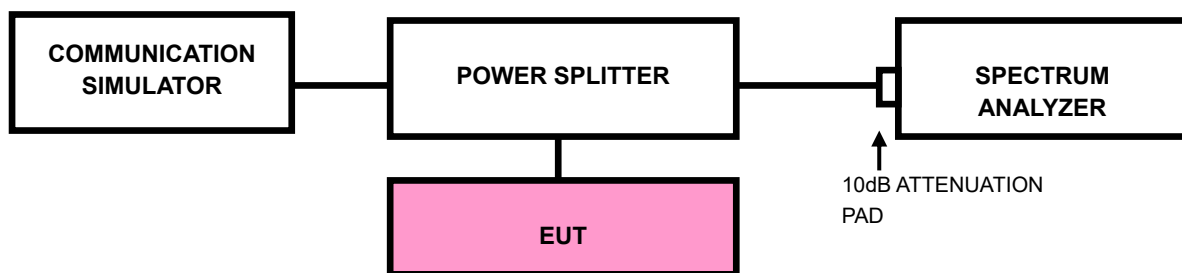 COMMUNICATION
SIMULATOR
POWER SPLITTER
SPECTRUM
ANALYZER
10dB ATTENUATION
PAD
EUT